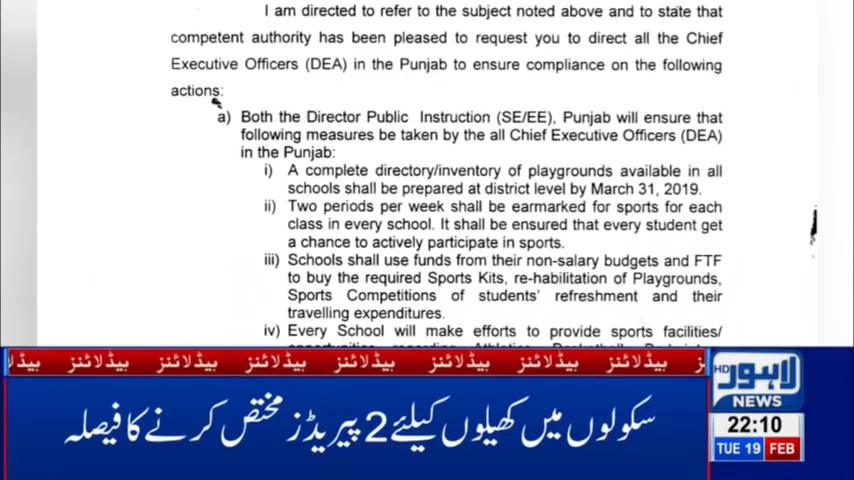 I am directed to refer to the subject noted above and to state that
competent authority has been pleased to request you to direct all the Chief
Executive Officers (DEA) in the Punjab to ensure compliance on the following
actions:
a) Both the Director Public Instruction (SE/EE), Punjab will ensure that
following measures be taken by the all Chief Executive Officers (DEA)
in the Punjab:
i) A complete directory/inventory of playgrounds available in all
schools shall be prepared at district level by March 31, 2019.
ii) Two periods per week shall be earmarked for sports for each
class in every school. It shall be ensured that every student get
a chance to actively participate in sports.
iii) Schools shall use funds from their non-salary budgets and FTF
to buy the required Sports Kits, re-habilitation of Playgrounds,
Sports Competitions of students' refreshment and their
travelling expenditures.
iv) Every School will make efforts to provide sports facilities/
ہیڈلائنز ہیڈلائنز ہیڈلائنز ہیڈلائنز ہیڈلائنز ہیڈلائنز ہیڈلائنز
سکولوں میں کھیلوں کیلئے 2 پیریڈز مختص کرنے کا فیصلہ
لاہور HD
NEWS
22:10
TUE 19 FEB